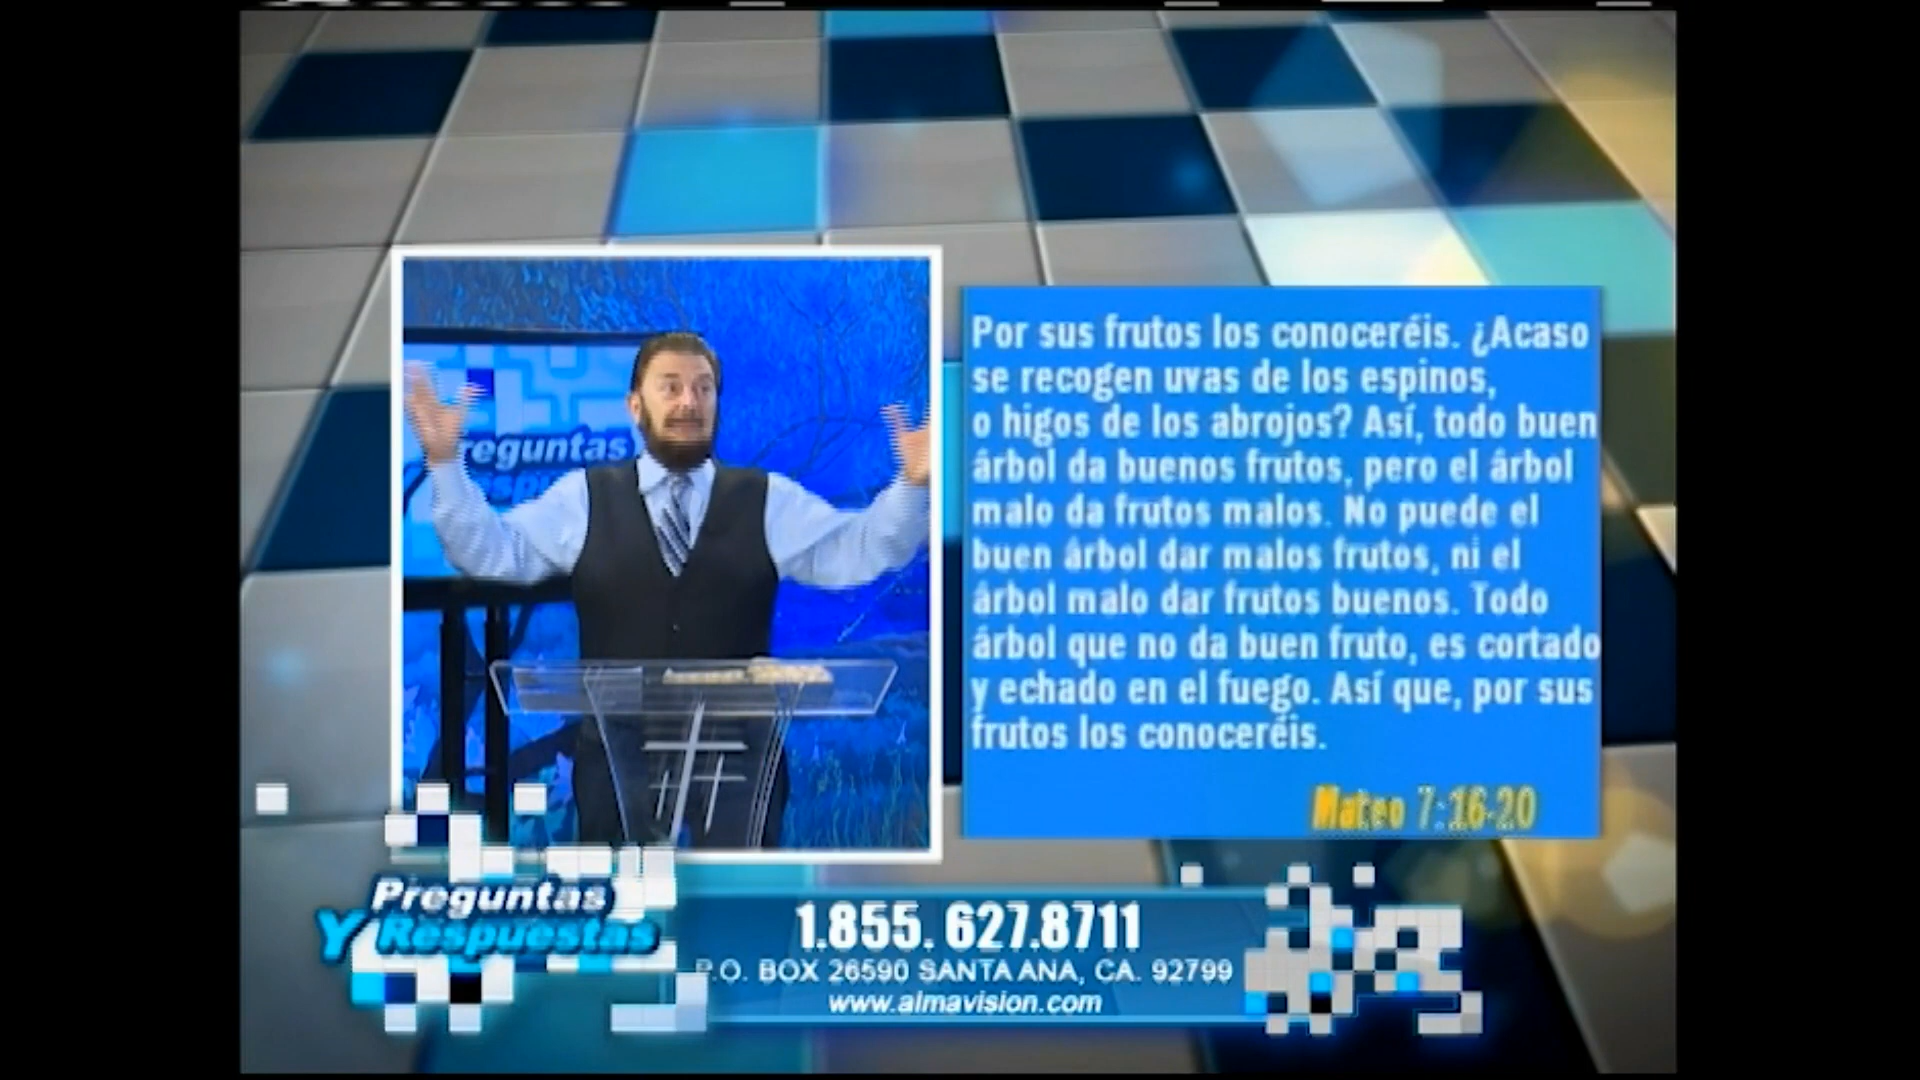 Por sus frutos los conoceréis. ¿Acaso
se recogen uvas de los espinos,
o higos de los abrojos? Así, todo buen
árbol da buenos frutos, pero el árbol
malo da frutos malos. No puede el
buen árbol dar malos frutos, ni el
árbol malo dar frutos buenos. Todo
árbol que no da buen fruto, es cortado
y echado en el fuego. Así que, por sus
frutos los conoceréis.
Mateo 7:16-20
reguntas
Preguntas
Y Respuestas
1.855. 627.8711
P.O. BOX 26590 SANTA ANA, CA. 92799
www.almavision.com